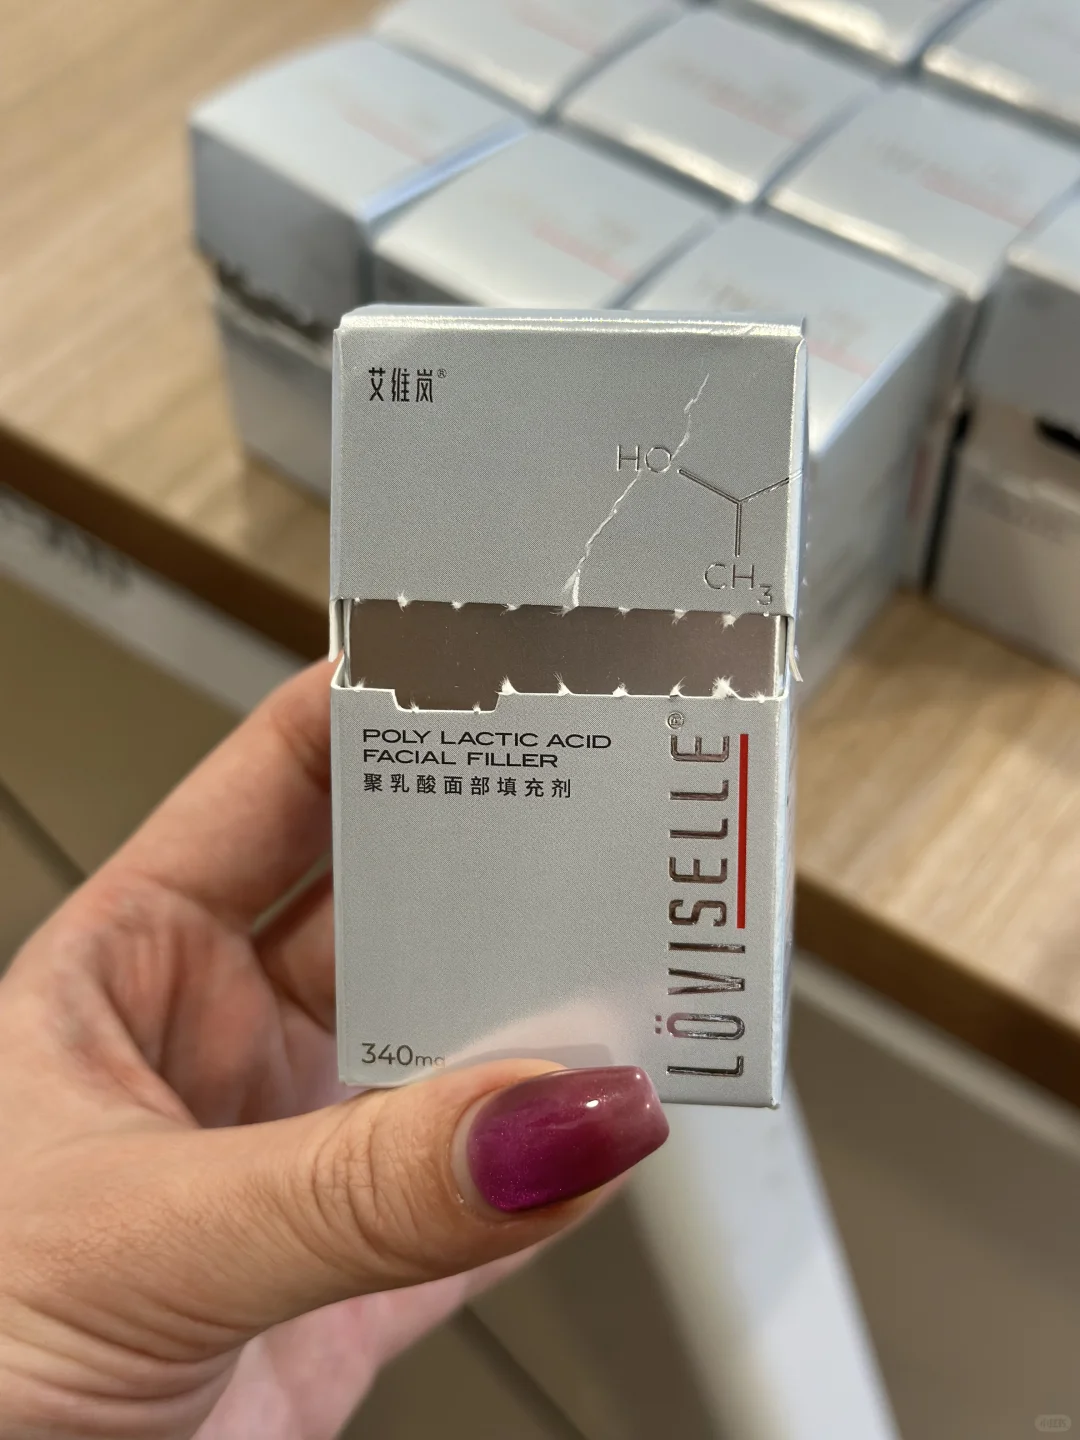 艾维岚®
HO
CH3
POLY LACTIC ACID
FACIAL FILLER
聚乳酸面部填充剂
LÖVISELLE®
340mg